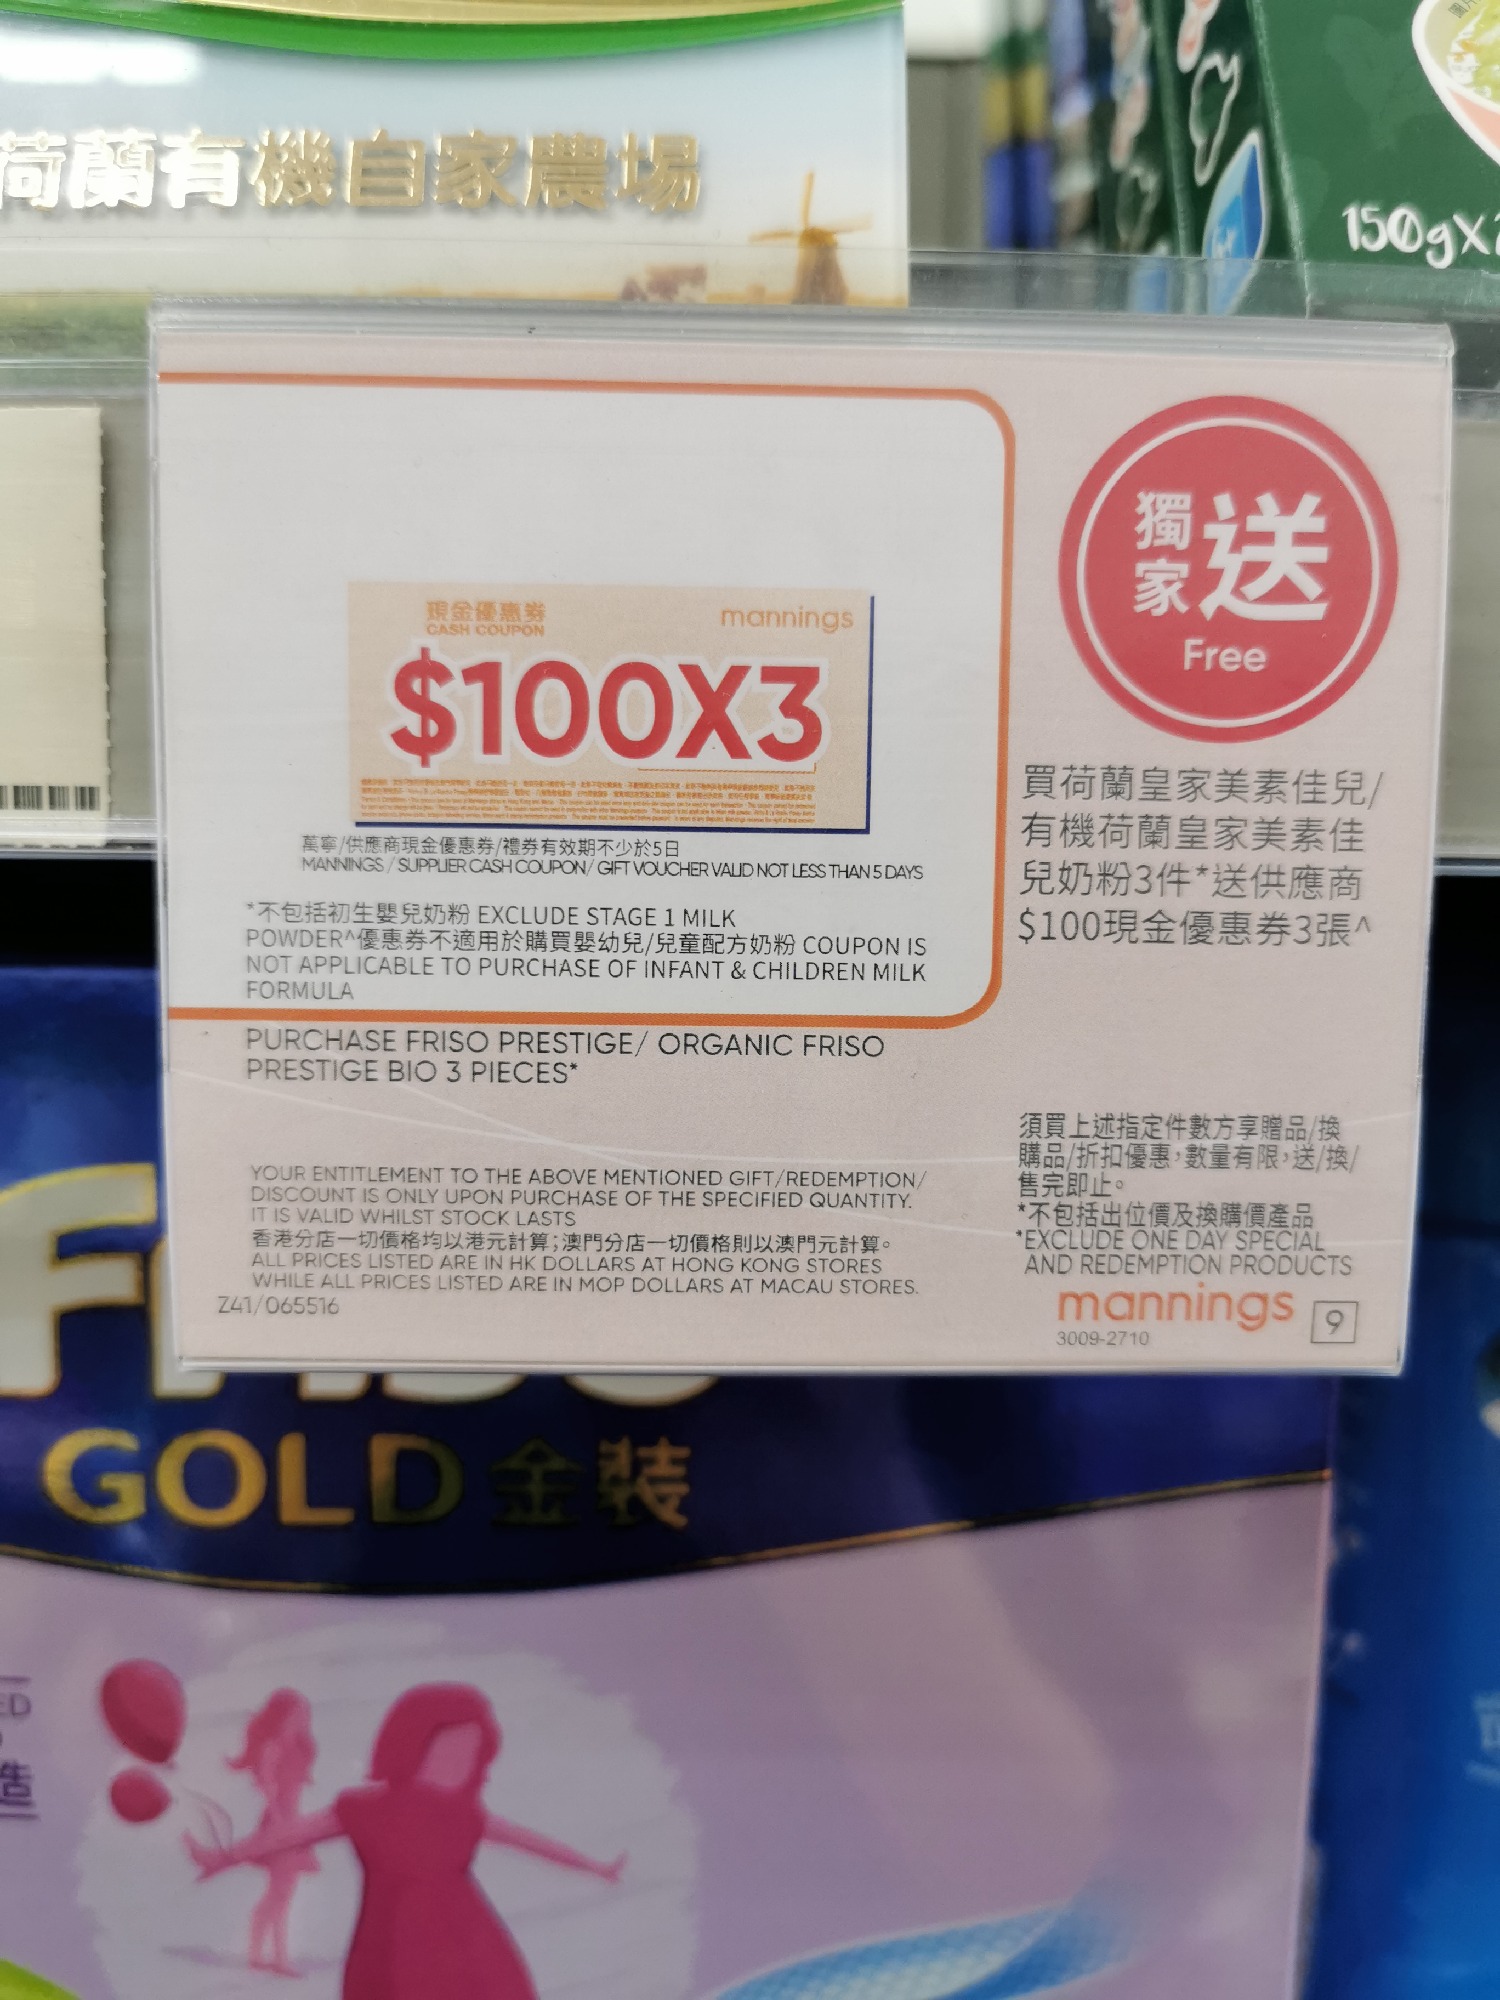 荷蘭有機自家農場
150gX
現金優惠券
CASH COUPON
mannings
$100X3
萬寧/供應商現金優惠券/禮券有效期不少於5日
MANNINGS / SUPPLIER CASH COUPON/ GIFT VOUCHER VALID NOT LESS THAN 5 DAYS
*不包括初生嬰兒奶粉 EXCLUDE STAGE 1 MILK
POWDER^優惠券不適用於購買嬰幼兒/兒童配方奶粉 COUPON IS
NOT APPLICABLE TO PURCHASE OF INFANT & CHILDREN MILK
FORMULA
PURCHASE FRISO PRESTIGE/ ORGANIC FRISO
PRESTIGE BIO 3 PIECES*
YOUR ENTITLEMENT TO THE ABOVE MENTIONED GIFT/REDEMPTION/
DISCOUNT IS ONLY UPON PURCHASE OF THE SPECIFIED QUANTITY.
IT IS VALID WHILST STOCK LASTS
香港分店一切價格均以港元計算;澳門分店一切價格則以澳門元計算。
ALL PRICES LISTED ARE IN HK DOLLARS AT HONG KONG STORES
WHILE ALL PRICES LISTED ARE IN MOP DOLLARS AT MACAU STORES.
Z41/065516
獨家
送
Free
買荷蘭皇家美素佳兒/
有機荷蘭皇家美素佳
兒奶粉3件*送供應商
$100現金優惠券3張^
須買上述指定件數方享贈品/換
購品/折扣優惠,數量有限,送/換/
售完即止。
*不包括出位價及換購價產品
*EXCLUDE ONE DAY SPECIAL
AND REDEMPTION PRODUCTS
mannings
9
3009-2710
GOLD 金裝
造